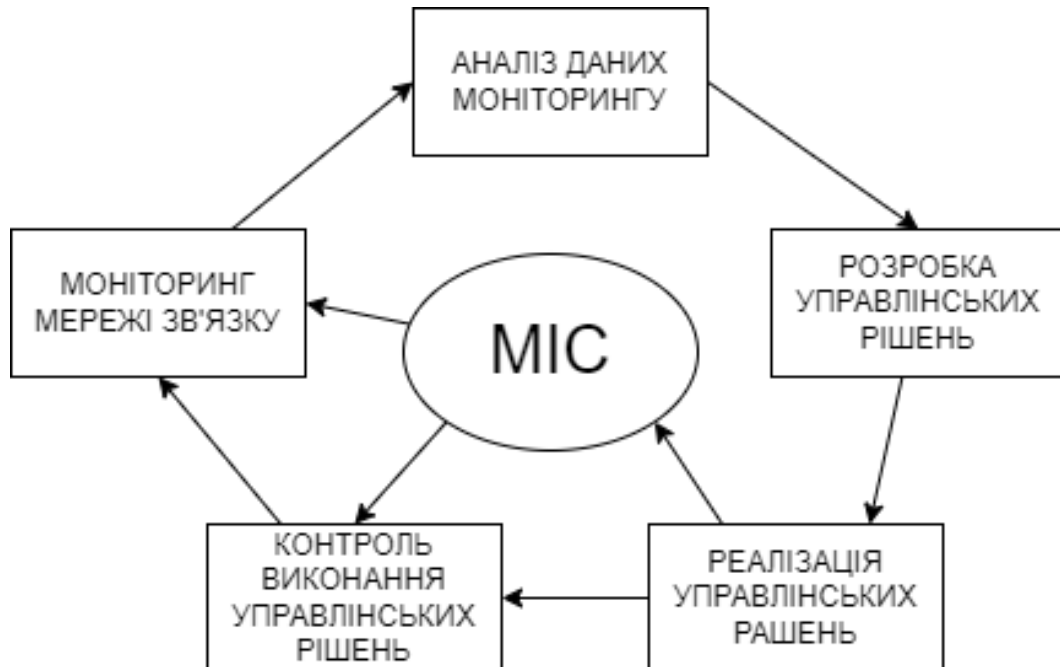 АНАЛІЗ ДАНИХ
МОНІТОРИНГУ
МОНІТОРИНГ
МЕРЕЖІ ЗВ'ЯЗКУ
РОЗРОБКА
УПРАВЛІНСЬКИХ
РІШЕНЬ
МІС
КОНТРОЛЬ
ВИКОНАННЯ
УПРАВЛІНСЬКИХ
РІШЕНЬ
РЕАЛІЗАЦІЯ
УПРАВЛІНСЬКИХ
РАШЕНЬ